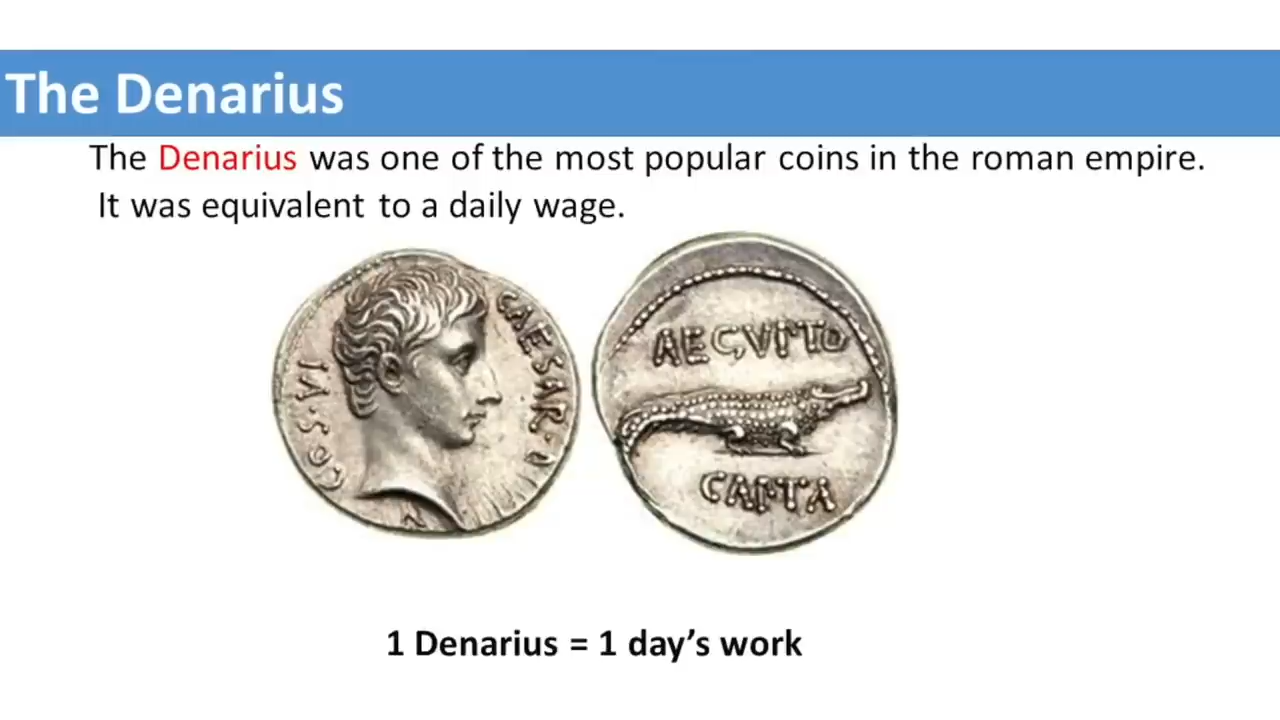 The Denarius
The Denarius was one of the most popular coins in the roman empire.
It was equivalent to a daily wage.
COS·VI
CAESAR·
AEGVPTO
CAPTA
1 Denarius = 1 day’s work